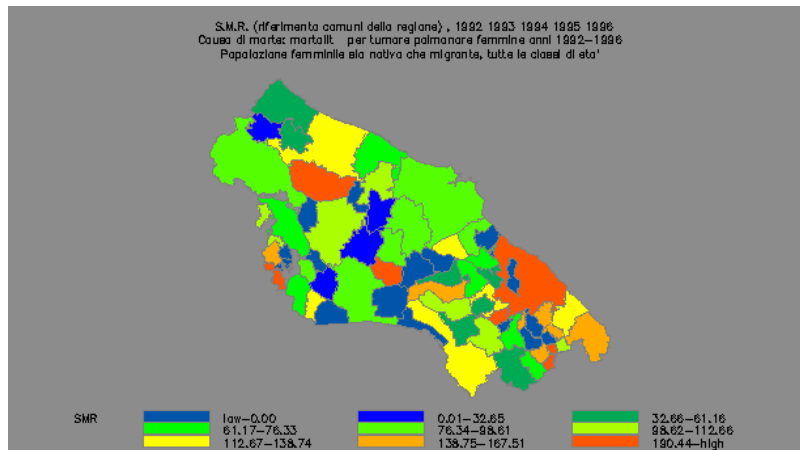 S.M.R. (riferimento comuni della regione) , 1992 1993 1994 1995 1996
Causa di morte: mortalit per tumore polmonare femmine anni 1992-1996
Popolazione femminile sia nativa che migrante, tutte le classi di eta'
SMR
low-0.00 0.01-32.65 32.66-61.16
61.17-76.33 76.34-98.61 98.62-112.66
112.67-138.74 138.75-167.51 190.44-high